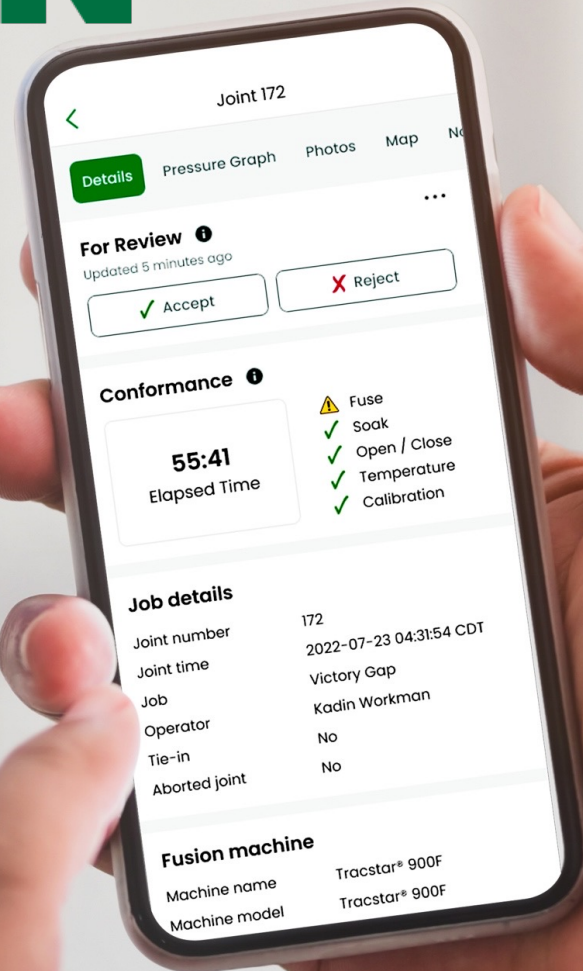 Joint 172
Details Pressure Graph Photos Map
For Review
Updated 5 minutes ago
✓ Accept ✗ Reject
Conformance
55:41
Elapsed Time
Fuse
Soak
Open / Close
Temperature
Calibration
Job details
Joint number 172
Joint time 2022-07-23 04:31:54 CDT
Job Victory Gap
Operator Kadin Workman
Tie-in No
Aborted joint No
Fusion machine
Machine name Tracstar® 900F
Machine model Tracstar® 900F